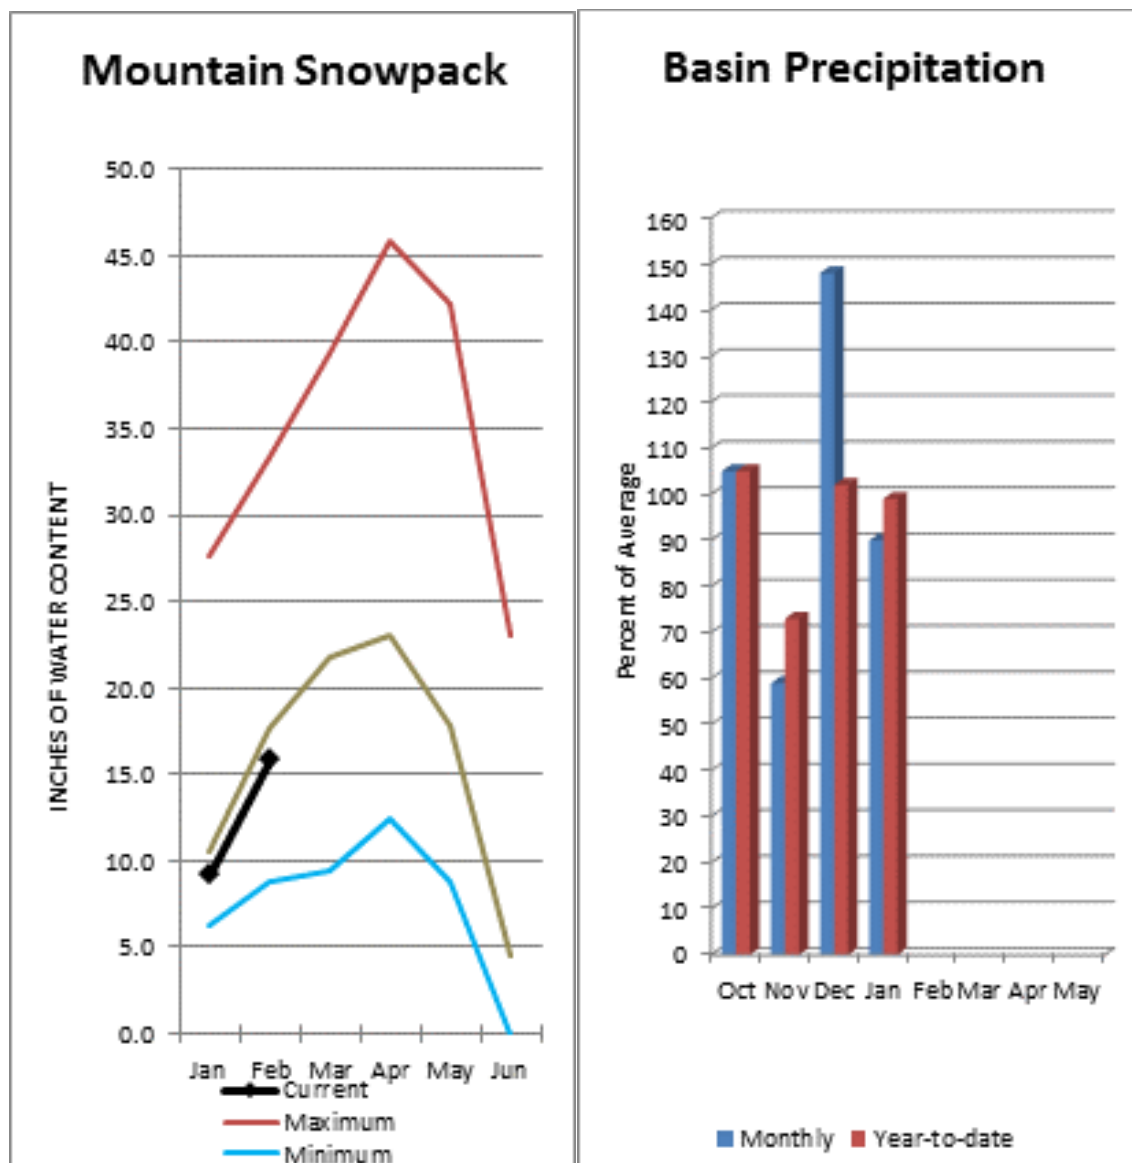 Mountain Snowpack
INCHES OF WATER CONTENT
50.0
45.0
40.0
35.0
30.0
25.0
20.0
15.0
10.0
5.0
0.0
Jan Feb Mar Apr May Jun
Current
Maximum
Minimum
Basin Precipitation
Percent of Average
160
150
140
130
120
110
100
90
80
70
60
50
40
30
20
10
0
Oct Nov Dec Jan Feb Mar Apr May
Monthly Year-to-date